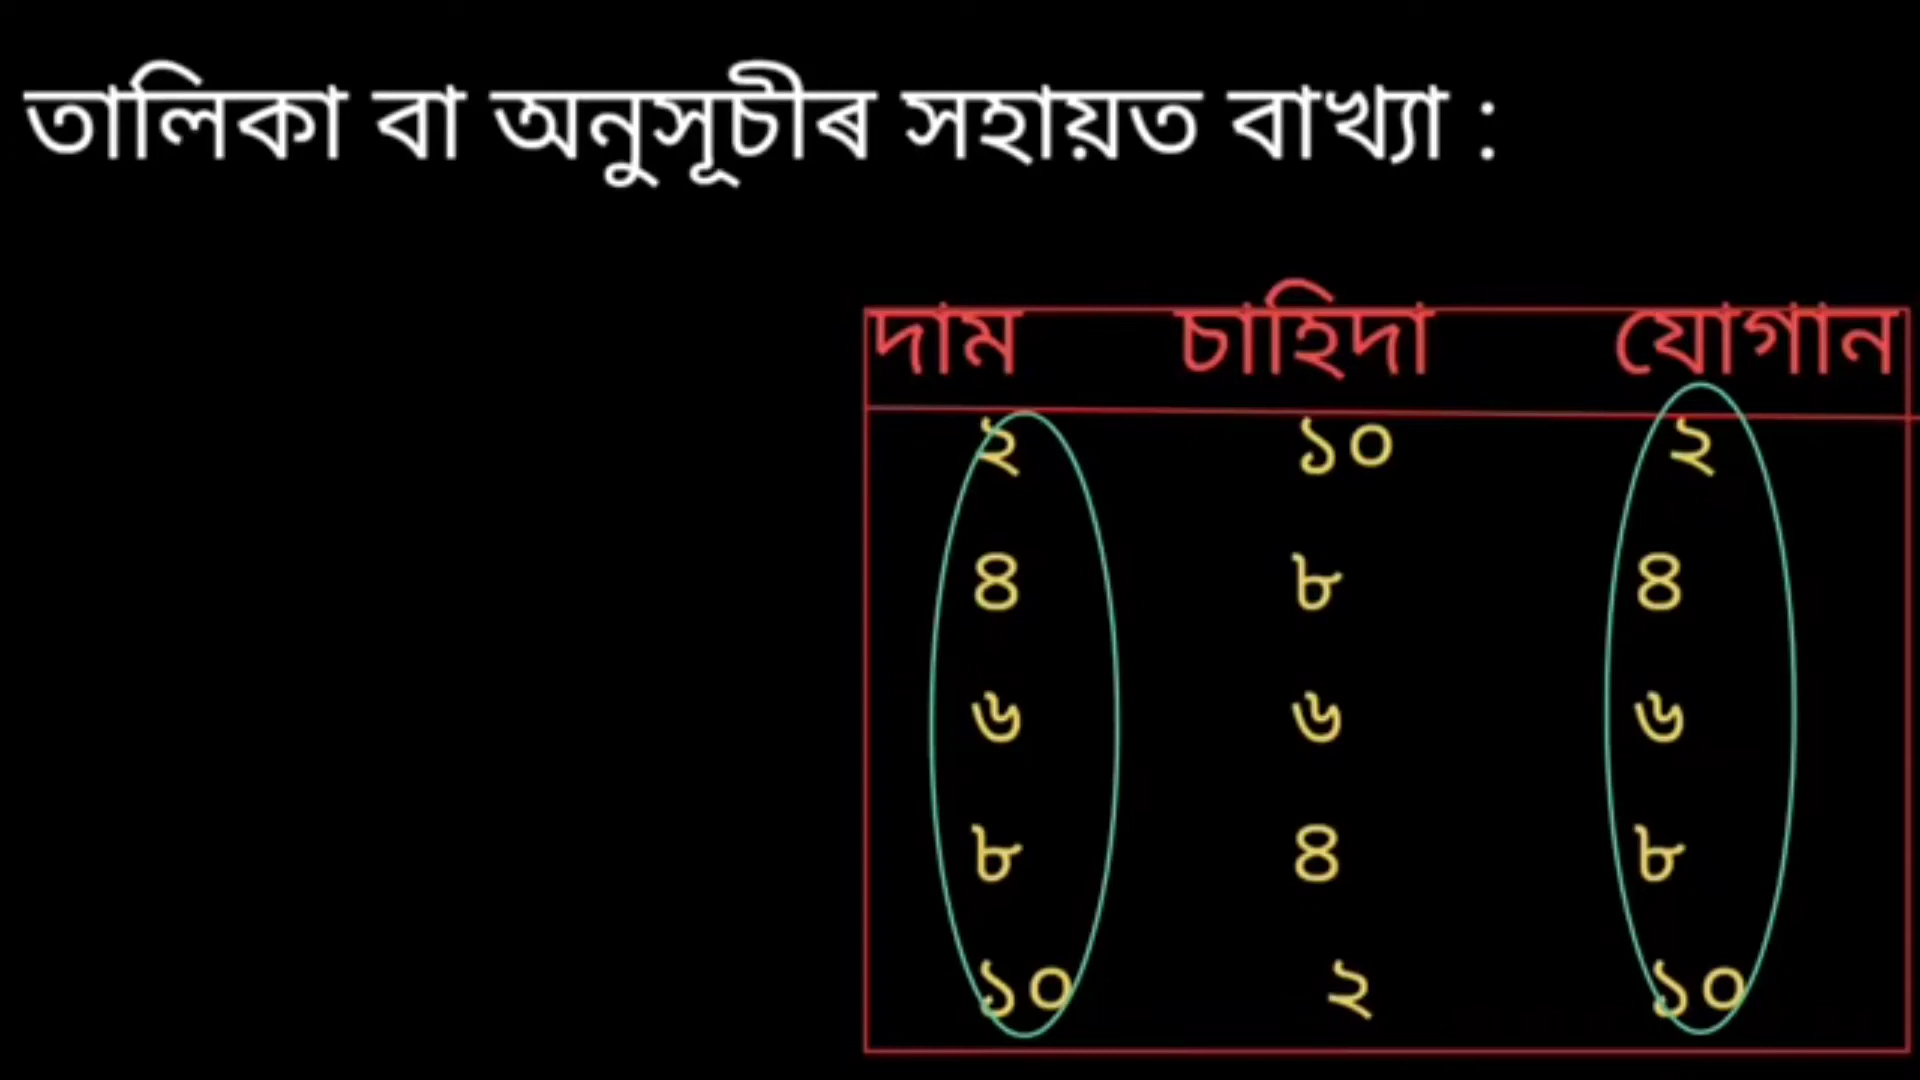 তালিকা বা অনুসূচীৰ সহায়ত বাখ্যা :
দাম চাহিদা যোগান
২ ১০ ২
৪ ৮ ৪
৬ ৬ ৬
৮ ৪ ৮
১০ ২ ১০